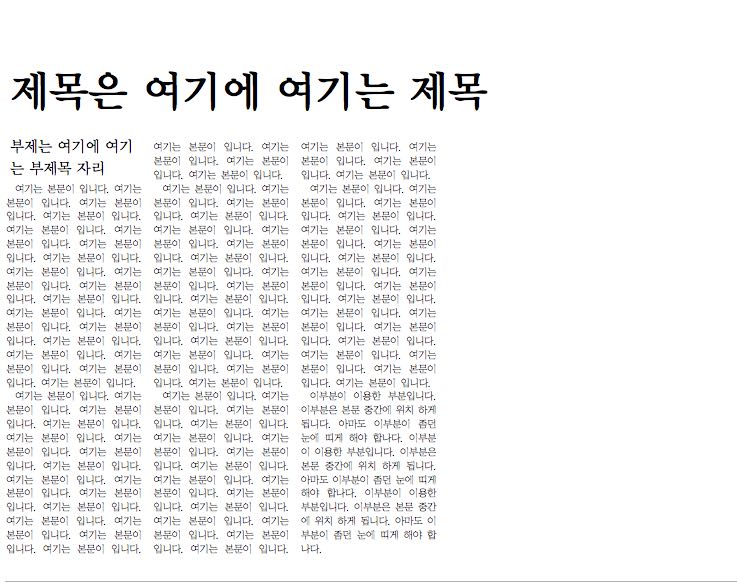 제목은 여기에 여기는 제목
부제는 여기에 여기
는 부제목 자리
여기는 본문이 입니다. 여기는
본문이 입니다. 여기는 본문이
입니다. 여기는 본문이 입니다.
여기는 본문이 입니다. 여기는
본문이 입니다. 여기는 본문이
입니다. 여기는 본문이 입니다.
여기는 본문이 입니다. 여기는
본문이 입니다. 여기는 본문이
입니다. 여기는 본문이 입니다.
여기는 본문이 입니다. 여기는
본문이 입니다. 여기는 본문이
입니다. 여기는 본문이 입니다.
여기는 본문이 입니다. 여기는
본문이 입니다. 여기는 본문이
입니다. 여기는 본문이 입니다.
여기는 본문이 입니다. 여기는
본문이 입니다. 여기는 본문이
입니다. 여기는 본문이 입니다.
여기는 본문이 입니다. 여기는
본문이 입니다. 여기는 본문이
입니다. 여기는 본문이 입니다.
여기는 본문이 입니다. 여기는
본문이 입니다. 여기는 본문이
입니다. 여기는 본문이 입니다.
여기는 본문이 입니다. 여기는
본문이 입니다. 여기는 본문이
입니다. 여기는 본문이 입니다.
여기는 본문이 입니다. 여기는
본문이 입니다. 여기는 본문이
입니다. 여기는 본문이 입니다.
여기는 본문이 입니다. 여기는
본문이 입니다. 여기는 본문이
입니다. 여기는 본문이 입니다.
여기는 본문이 입니다. 여기는
본문이 입니다. 여기는 본문이
입니다. 여기는 본문이 입니다.
여기는 본문이 입니다. 여기는
본문이 입니다. 여기는 본문이
입니다. 여기는 본문이 입니다.
여기는 본문이 입니다. 여기는
본문이 입니다. 여기는 본문이
입니다. 여기는 본문이 입니다.
여기는 본문이 입니다. 여기는
본문이 입니다. 여기는 본문이
입니다. 여기는 본문이 입니다.
여기는 본문이 입니다. 여기는
본문이 입니다. 여기는 본문이
입니다. 여기는 본문이 입니다.
여기는 본문이 입니다. 여기는
본문이 입니다. 여기는 본문이
입니다. 여기는 본문이 입니다.
여기는 본문이 입니다. 여기는
본문이 입니다. 여기는 본문이
입니다. 여기는 본문이 입니다.
여기는 본문이 입니다. 여기는
본문이 입니다. 여기는 본문이
입니다. 여기는 본문이 입니다.
여기는 본문이 입니다. 여기는
본문이 입니다. 여기는 본문이
입니다. 여기는 본문이 입니다.
여기는 본문이 입니다. 여기는
본문이 입니다. 여기는 본문이
입니다. 여기는 본문이 입니다.
여기는 본문이 입니다. 여기는
본문이 입니다. 여기는 본문이
입니다. 여기는 본문이 입니다.
여기는 본문이 입니다. 여기는
본문이 입니다. 여기는 본문이
입니다. 여기는 본문이 입니다.
여기는 본문이 입니다. 여기는
본문이 입니다. 여기는 본문이
입니다. 여기는 본문이 입니다.
여기는 본문이 입니다. 여기는
본문이 입니다. 여기는 본문이
입니다. 여기는 본문이 입니다.
이부분이 이용한 부분입니다.
이부분은 본문 중간에 위치 하게
됩니다. 아마도 이부분이 좀던
눈에 띠게 해야 합나다. 이부분
이 이용한 부분입니다. 이부분은
본문 중간에 위치 하게 됩니다.
아마도 이부분이 좀던 눈에 띠게
해야 합나다. 이부분이 이용한
부분입니다. 이부분은 본문 중간
에 위치 하게 됩니다. 아마도 이
부분이 좀던 눈에 띠게 해야 합
나다.